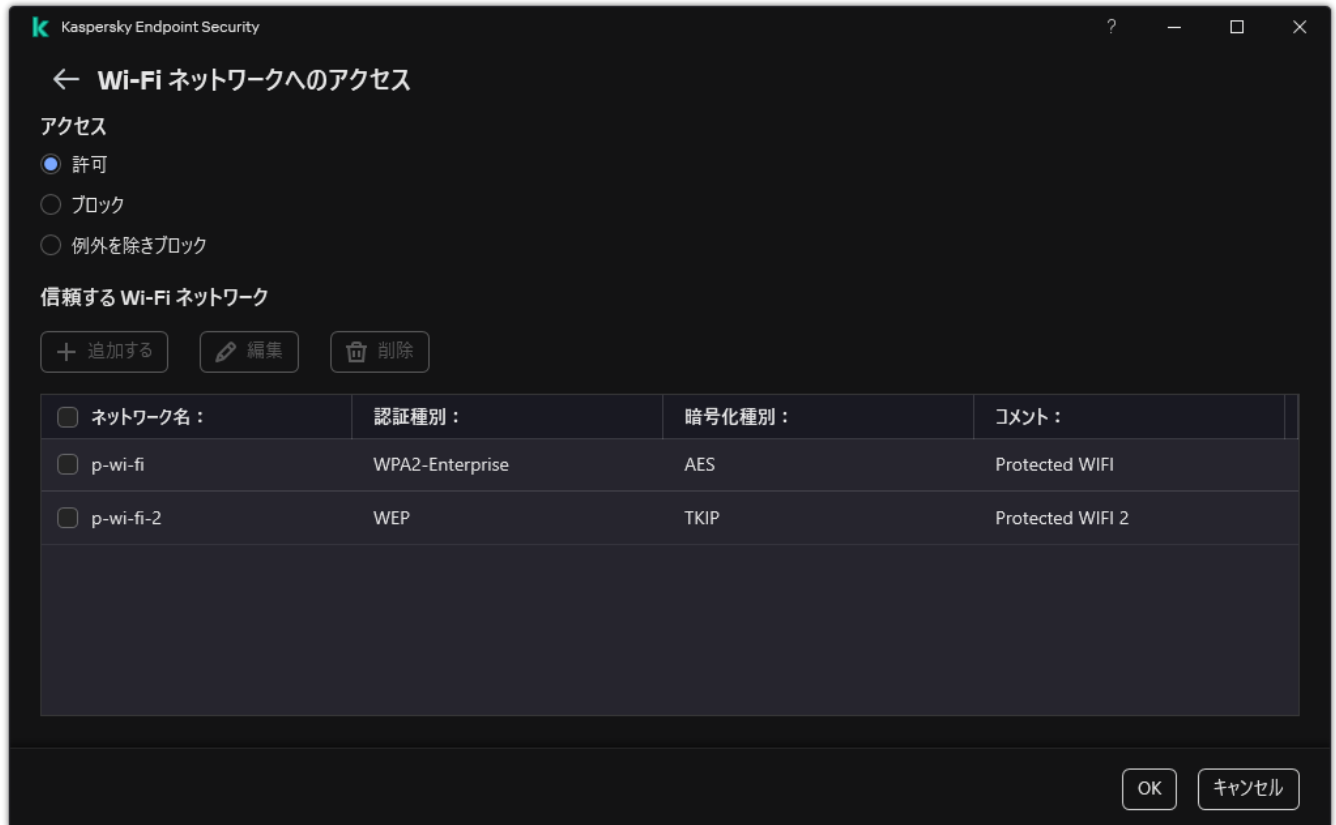 Kaspersky Endpoint Security
Wi-Fi ネットワークへのアクセス
アクセス
許可
ブロック
例外を除きブロック
信頼する Wi-Fi ネットワーク
追加する 編集 削除
ネットワーク名： 認証種別： 暗号化種別： コメント：
p-wi-fi WPA2-Enterprise AES Protected WIFI
p-wi-fi-2 WEP TKIP Protected WIFI 2
OK キャンセル